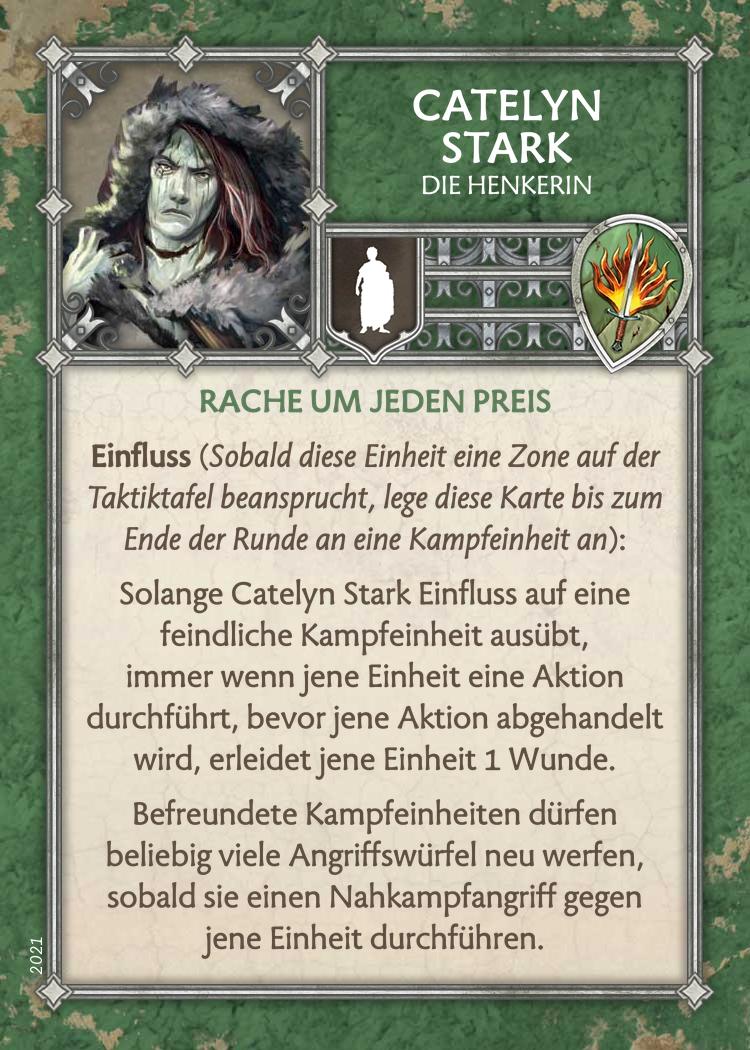 CATELYN
STARK
DIE HENKERIN
RACHE UM JEDEN PREIS
Einfluss (Sobald diese Einheit eine Zone auf der
Taktiktafel beansprucht, lege diese Karte bis zum
Ende der Runde an eine Kampfeinheit an):
Solange Catelyn Stark Einfluss auf eine
feindliche Kampfeinheit ausübt,
immer wenn jene Einheit eine Aktion
durchführt, bevor jene Aktion abgehandelt
wird, erleidet jene Einheit 1 Wunde.
Befreundete Kampfeinheiten dürfen
beliebig viele Angriffswürfel neu werfen,
sobald sie einen Nahkampfangriff gegen
jene Einheit durchführen.
2021